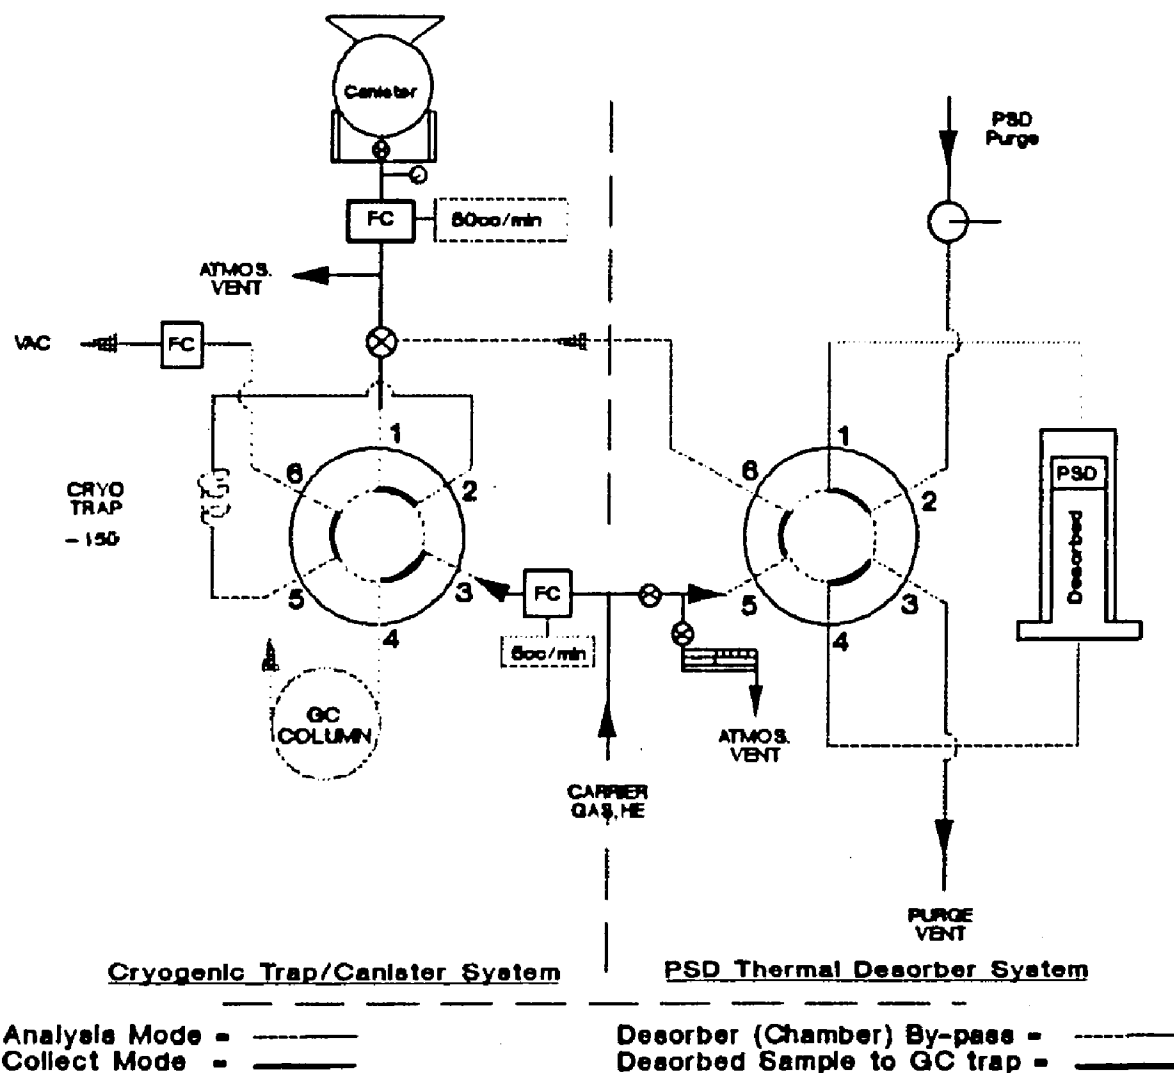 Canister
PSD
Purge
FC
50cc/min
ATMOS.
VENT
VAC
FC
1
2
3
4
5
6
CRYO
TRAP
-150
1
2
3
4
5
6
PSD
Desorbed
FC
5cc/min
GC
COLUMN
ATMOS.
VENT
CARRIER
GAS, HE
PURGE
VENT
Cryogenic Trap/Canister System
PSD Thermal Desorber System
Analysis Mode =
Collect Mode =
Desorber (Chamber) By-pass =
Desorbed Sample to GC trap =